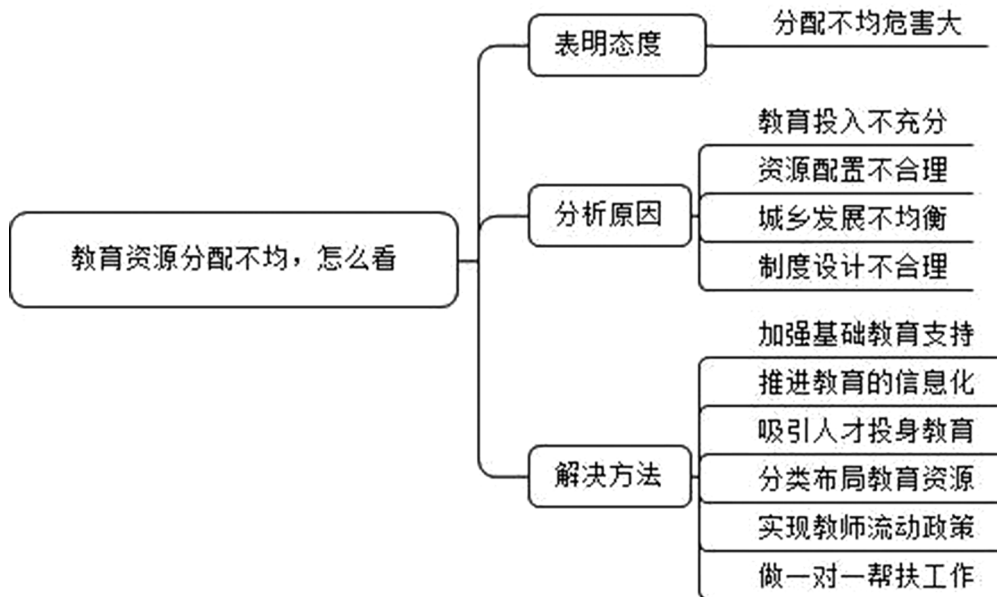 教育资源分配不均，怎么看
表明态度
分配不均危害大
分析原因
教育投入不充分
资源配置不合理
城乡发展不均衡
制度设计不合理
解决方法
加强基础教育支持
推进教育的信息化
吸引人才投身教育
分类布局教育资源
实现教师流动政策
做一对一帮扶工作